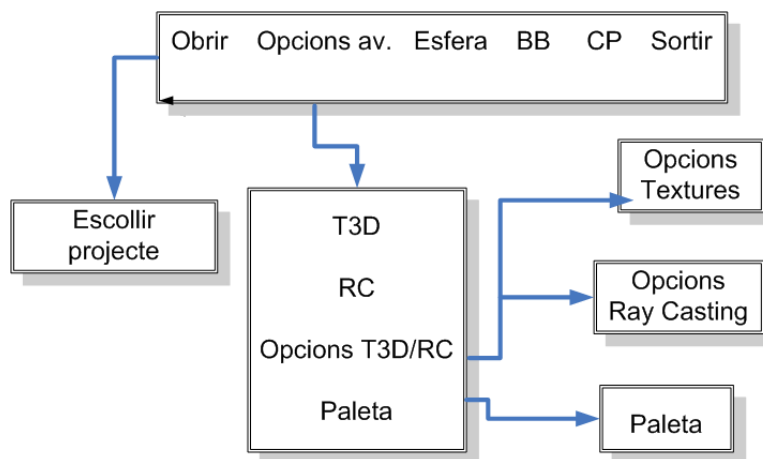 Obrir Opcions av. Esfera BB CP Sortir
Escollir
projecte
T3D
RC
Opcions T3D/RC
Paleta
Opcions
Textures
Opcions
Ray Casting
Paleta